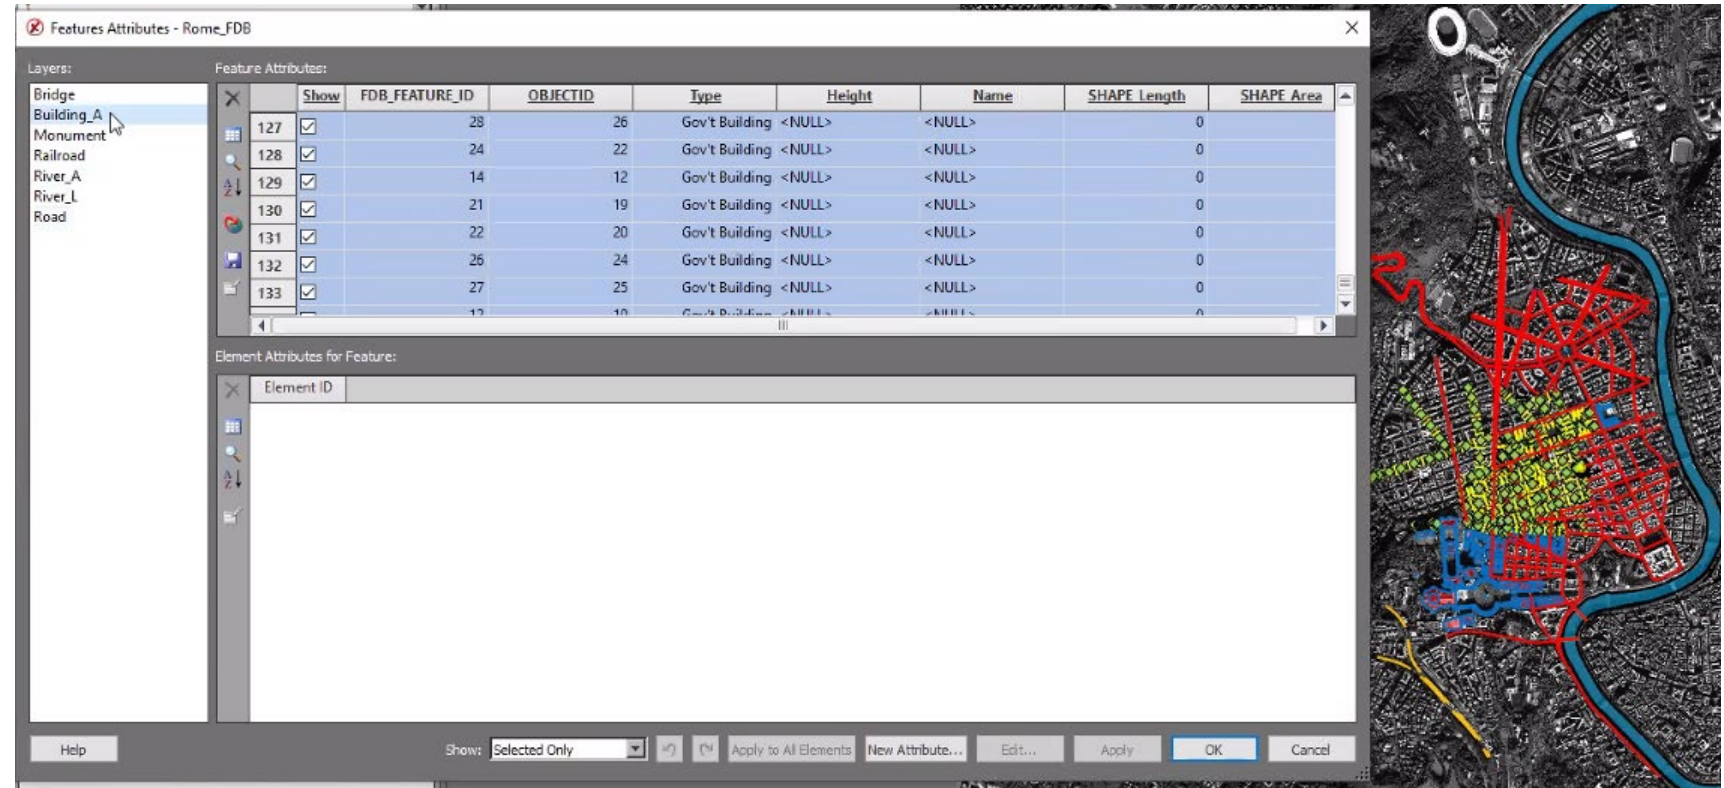 Features Attributes - Rome_FDB
Layers:
Feature Attributes:
Bridge
Building_A
Monument
Railroad
River_A
River_L
Road
Show FDB_FEATURE_ID OBJECTID Type Height Name SHAPE Length SHAPE Area
127 28 26 Gov't Building <NULL> <NULL> 0
128 24 22 Gov't Building <NULL> <NULL> 0
129 14 12 Gov't Building <NULL> <NULL> 0
130 21 19 Gov't Building <NULL> <NULL> 0
131 22 20 Gov't Building <NULL> <NULL> 0
132 26 24 Gov't Building <NULL> <NULL> 0
133 27 25 Gov't Building <NULL> <NULL> 0
Element Attributes for Feature:
Element ID
Help
Show: Selected Only
Apply to All Elements
New Attribute...
Edit...
Apply
OK
Cancel